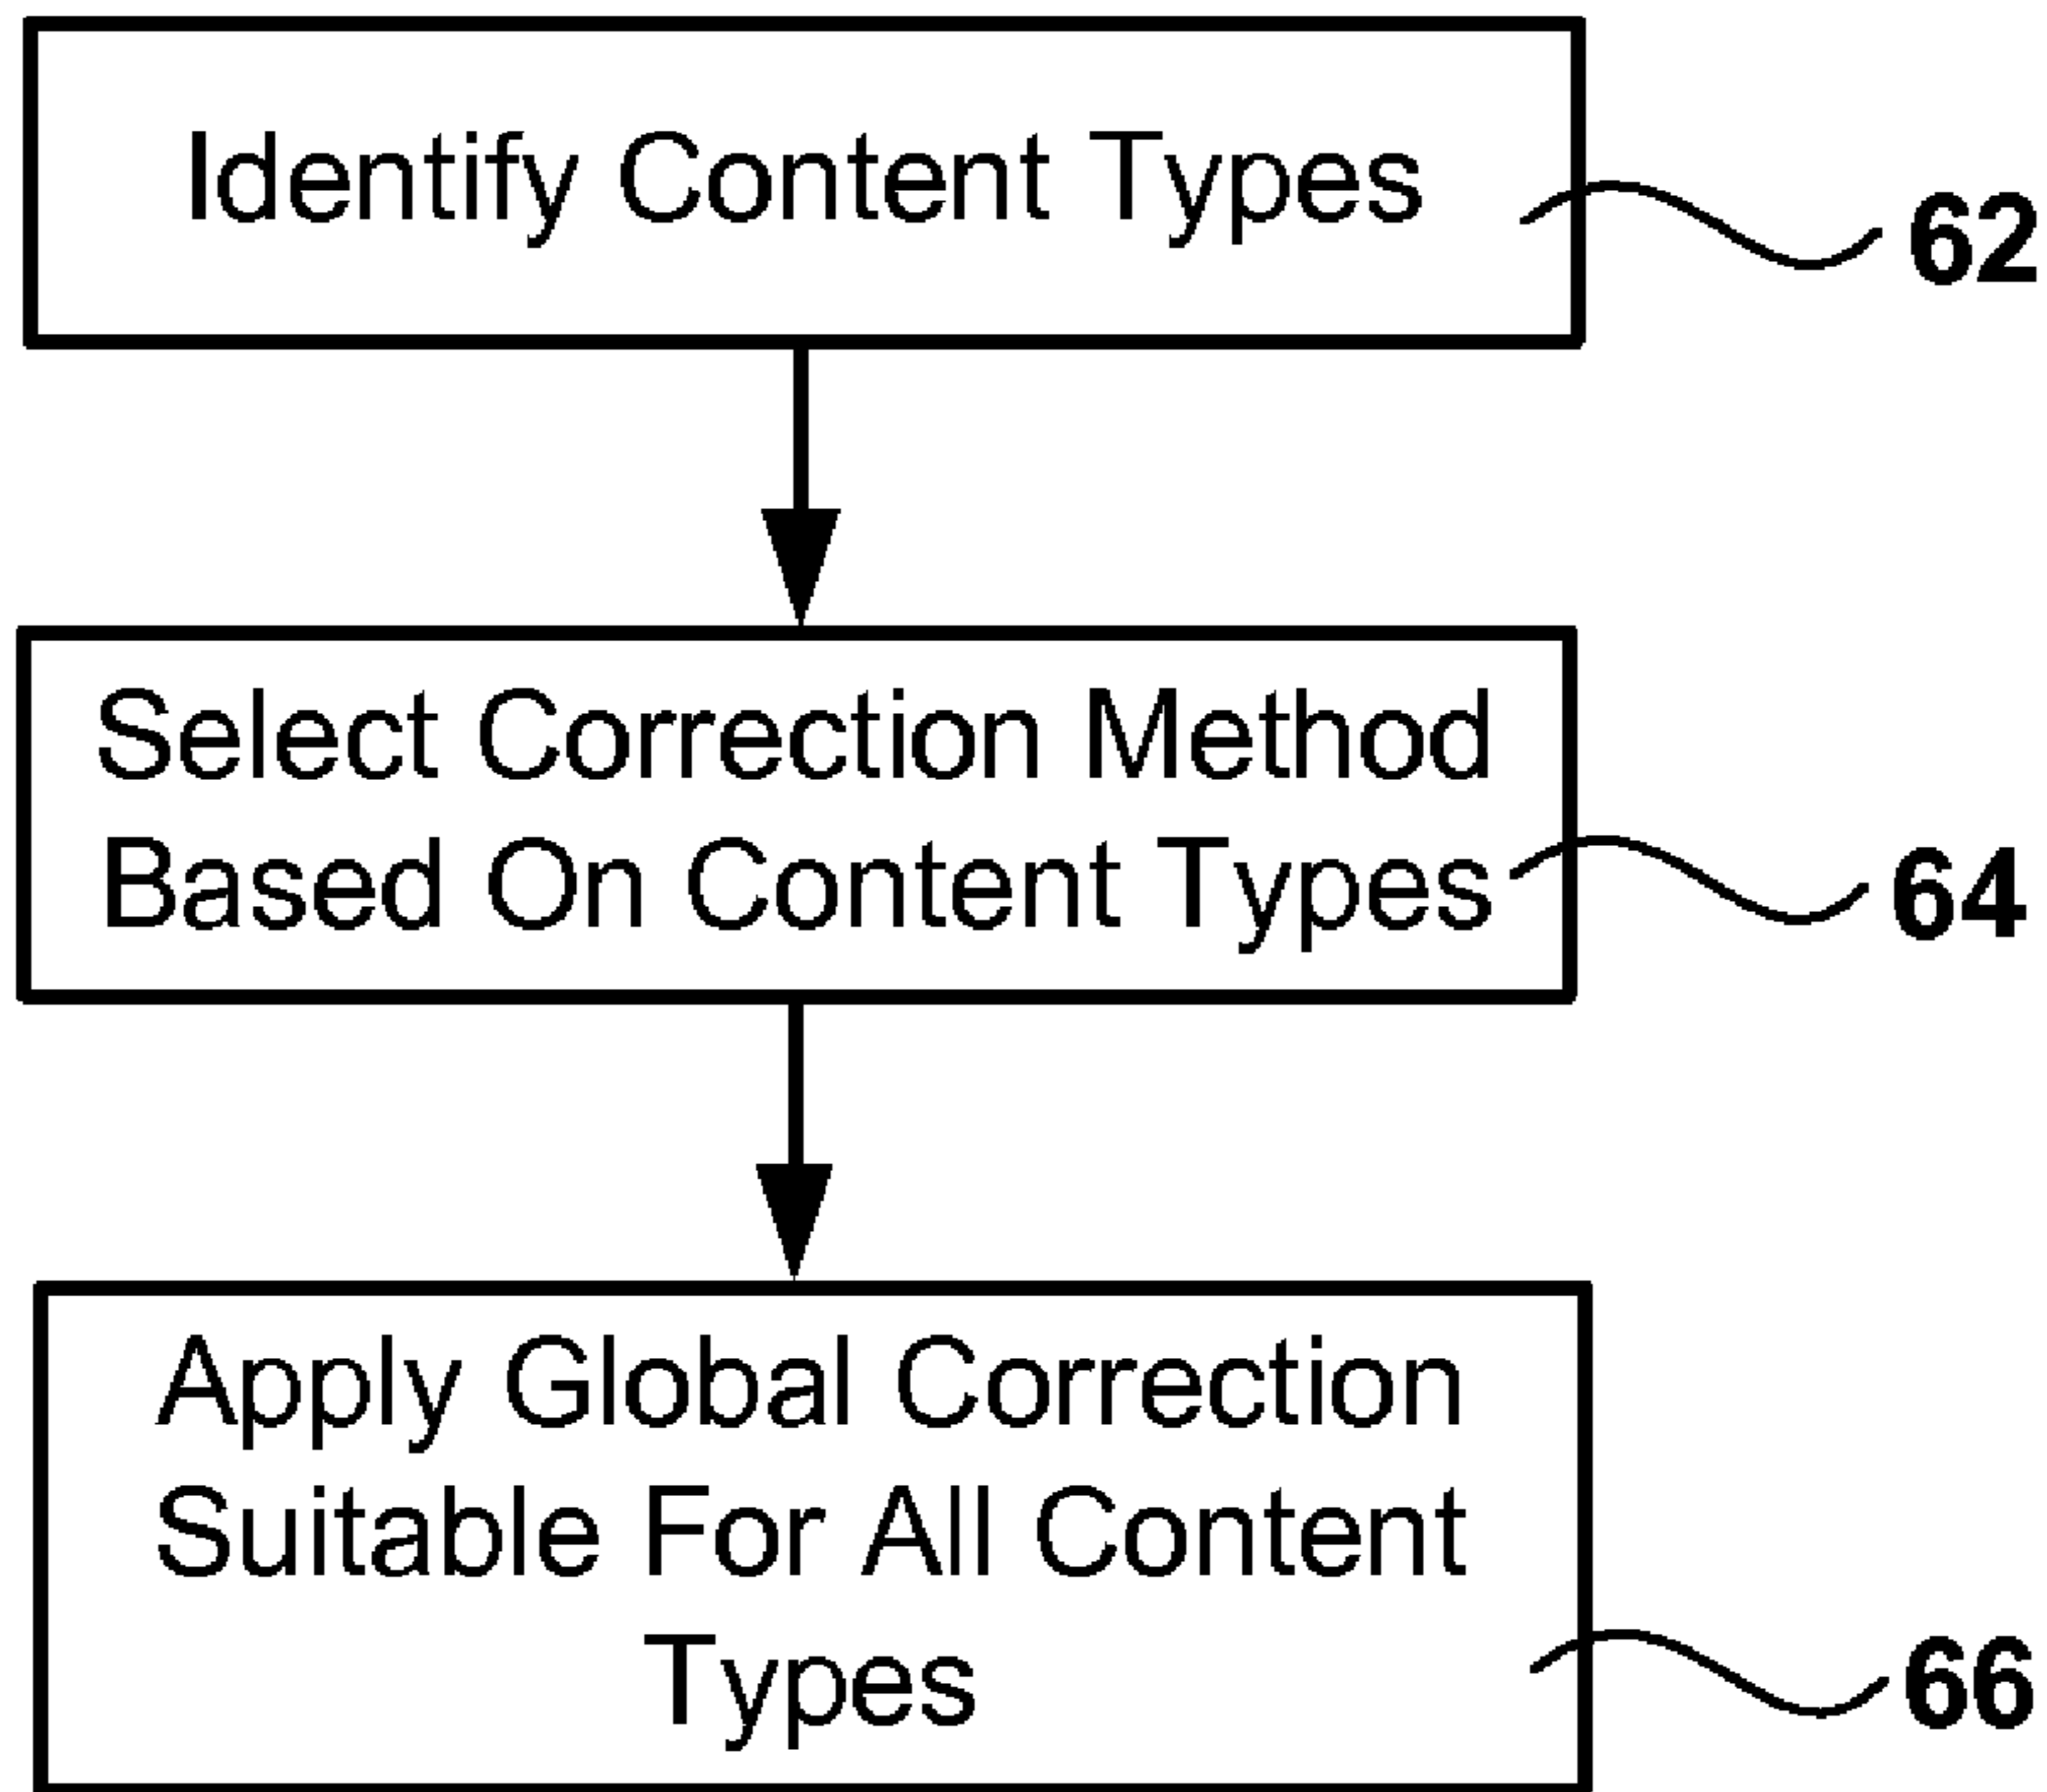 Identify Content Types
62
Select Correction Method
Based On Content Types
64
Apply Global Correction
Suitable For All Content
Types
66